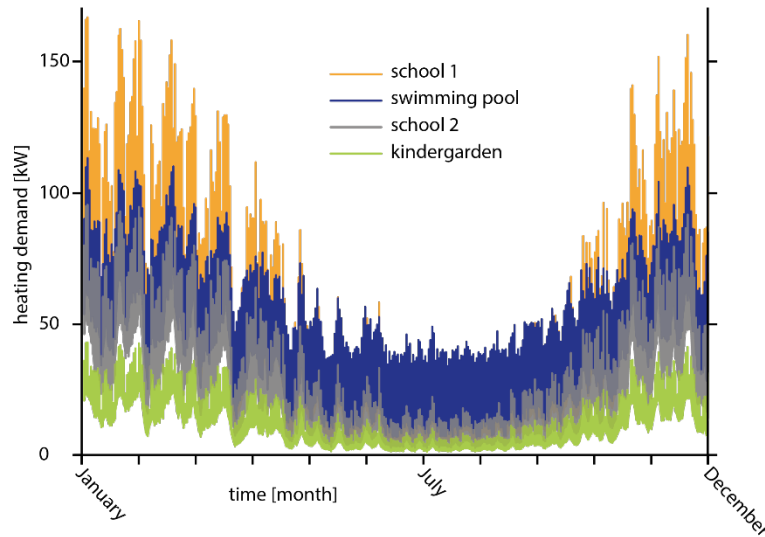 150
100
50
0
heating demand [kW]
school 1
swimming pool
school 2
kindergarden
January
time [month]
July
December